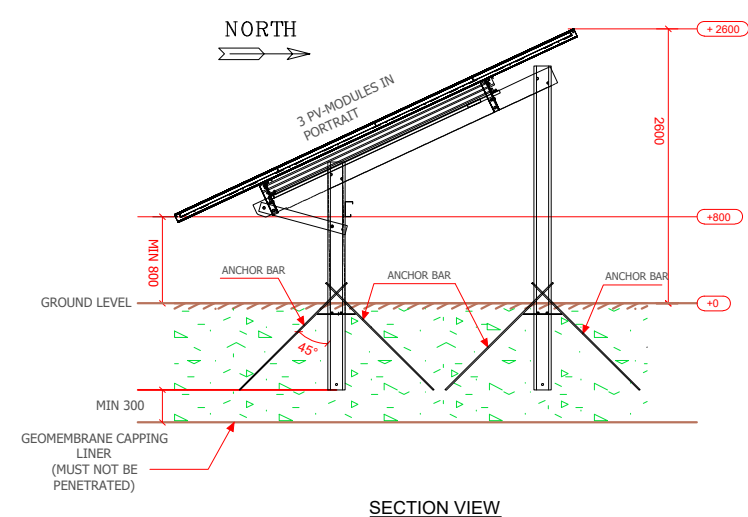 NORTH
+ 2600
3 PV-MODULES IN
PORTRAIT
2600
+800
MIN 800
ANCHOR BAR
ANCHOR BAR
ANCHOR BAR
GROUND LEVEL
+0
45°
MIN 300
GEOMEMBRANE CAPPING
LINER
(MUST NOT BE
PENETRATED)
SECTION VIEW